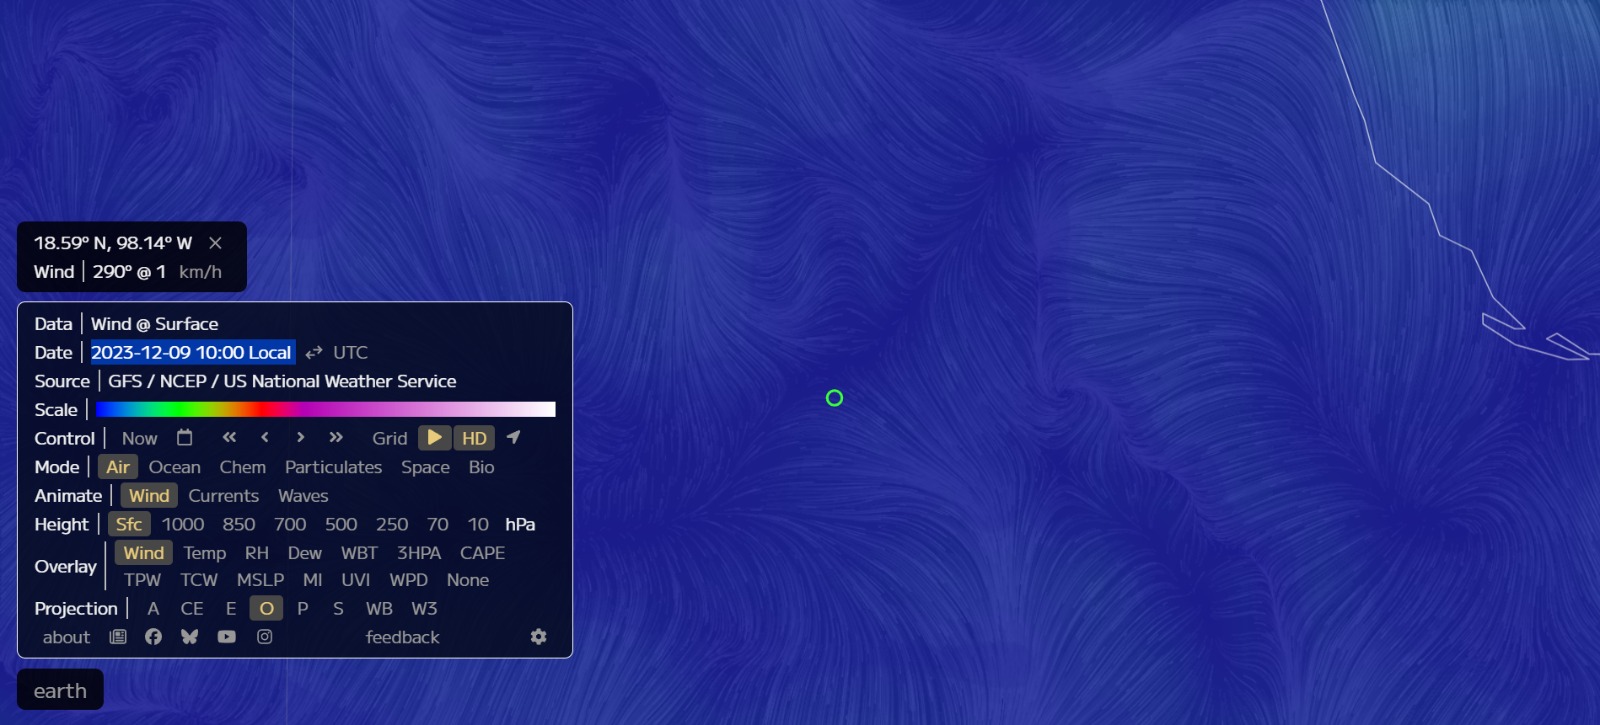 18.59° N, 98.14° W ×
Wind | 290° @ 1 km/h
Data | Wind @ Surface
Date | 2023-12-09 10:00 Local ⇄ UTC
Source | GFS / NCEP / US National Weather Service
Scale |
Control | Now « ‹ › » Grid HD
Mode | Air Ocean Chem Particulates Space Bio
Animate | Wind Currents Waves
Height | Sfc 1000 850 700 500 250 70 10 hPa
Overlay | Wind Temp RH Dew WBT 3HPA CAPE
TPW TCW MSLP MI UVI WPD None
Projection | A CE E O P S WB W3
about feedback
earth